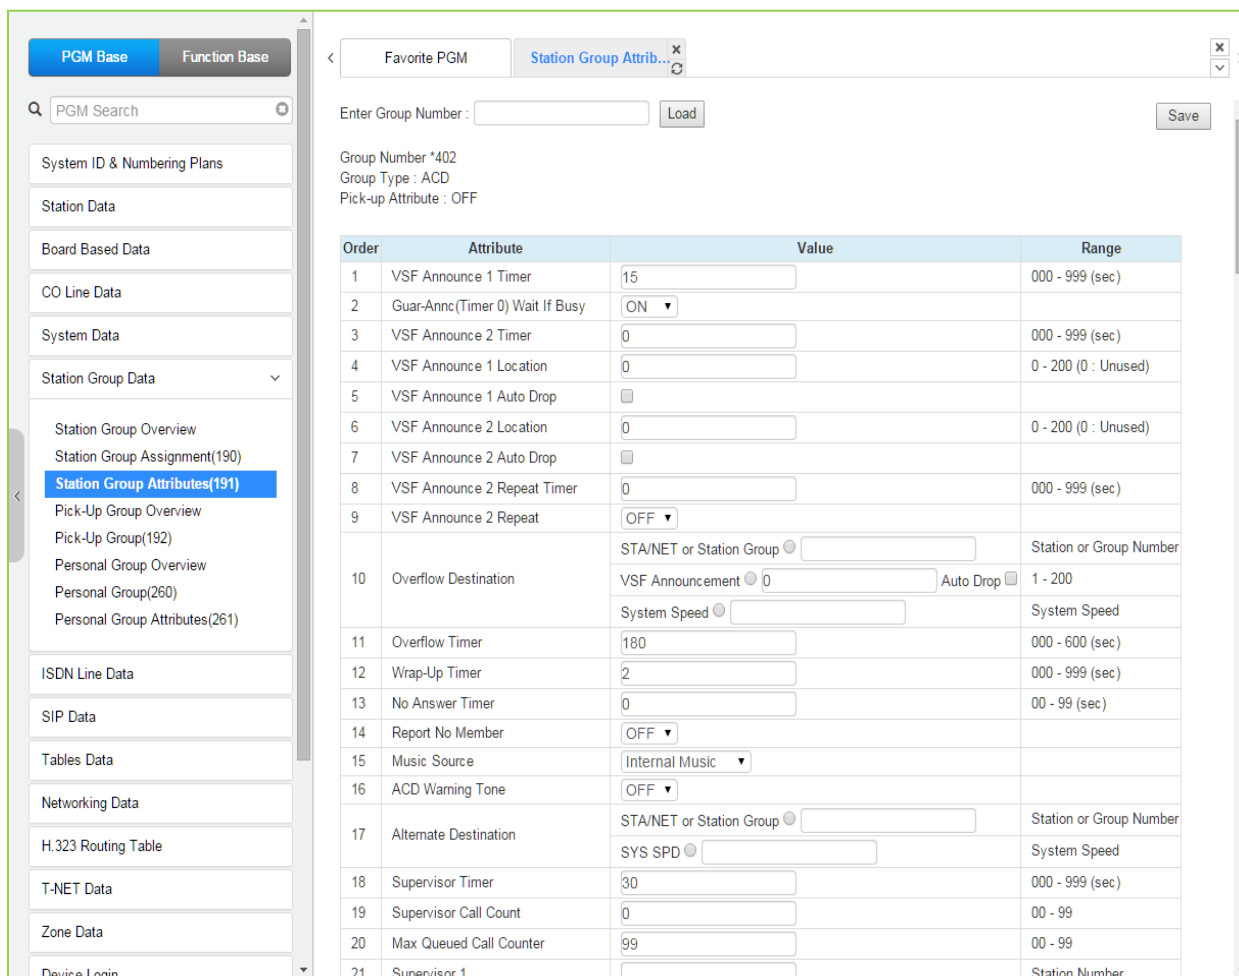 PGM Base Function Base
PGM Search
System ID & Numbering Plans
Station Data
Board Based Data
CO Line Data
System Data
Station Group Data
Station Group Overview
Station Group Assignment(190)
Station Group Attributes(191)
Pick-Up Group Overview
Pick-Up Group(192)
Personal Group Overview
Personal Group(260)
Personal Group Attributes(261)
ISDN Line Data
SIP Data
Tables Data
Networking Data
H.323 Routing Table
T-NET Data
Zone Data
Device Login
Favorite PGM Station Group Attrib...
Enter Group Number : Load Save
Group Number *402
Group Type : ACD
Pick-up Attribute : OFF
Order Attribute Value Range
1 VSF Announce 1 Timer 15 000 - 999 (sec)
2 Guar-Annc(Timer 0) Wait If Busy ON
3 VSF Announce 2 Timer 0 000 - 999 (sec)
4 VSF Announce 1 Location 0 0 - 200 (0 : Unused)
5 VSF Announce 1 Auto Drop
6 VSF Announce 2 Location 0 0 - 200 (0 : Unused)
7 VSF Announce 2 Auto Drop
8 VSF Announce 2 Repeat Timer 0 000 - 999 (sec)
9 VSF Announce 2 Repeat OFF
10 Overflow Destination STA/NET or Station Group Station or Group Number
VSF Announcement 0 Auto Drop 1 - 200
System Speed System Speed
11 Overflow Timer 180 000 - 600 (sec)
12 Wrap-Up Timer 2 000 - 999 (sec)
13 No Answer Timer 0 00 - 99 (sec)
14 Report No Member OFF
15 Music Source Internal Music
16 ACD Warning Tone OFF
17 Alternate Destination STA/NET or Station Group Station or Group Number
SYS SPD System Speed
18 Supervisor Timer 30 000 - 999 (sec)
19 Supervisor Call Count 0 00 - 99
20 Max Queued Call Counter 99 00 - 99
21 Supervisor 1 Station Number